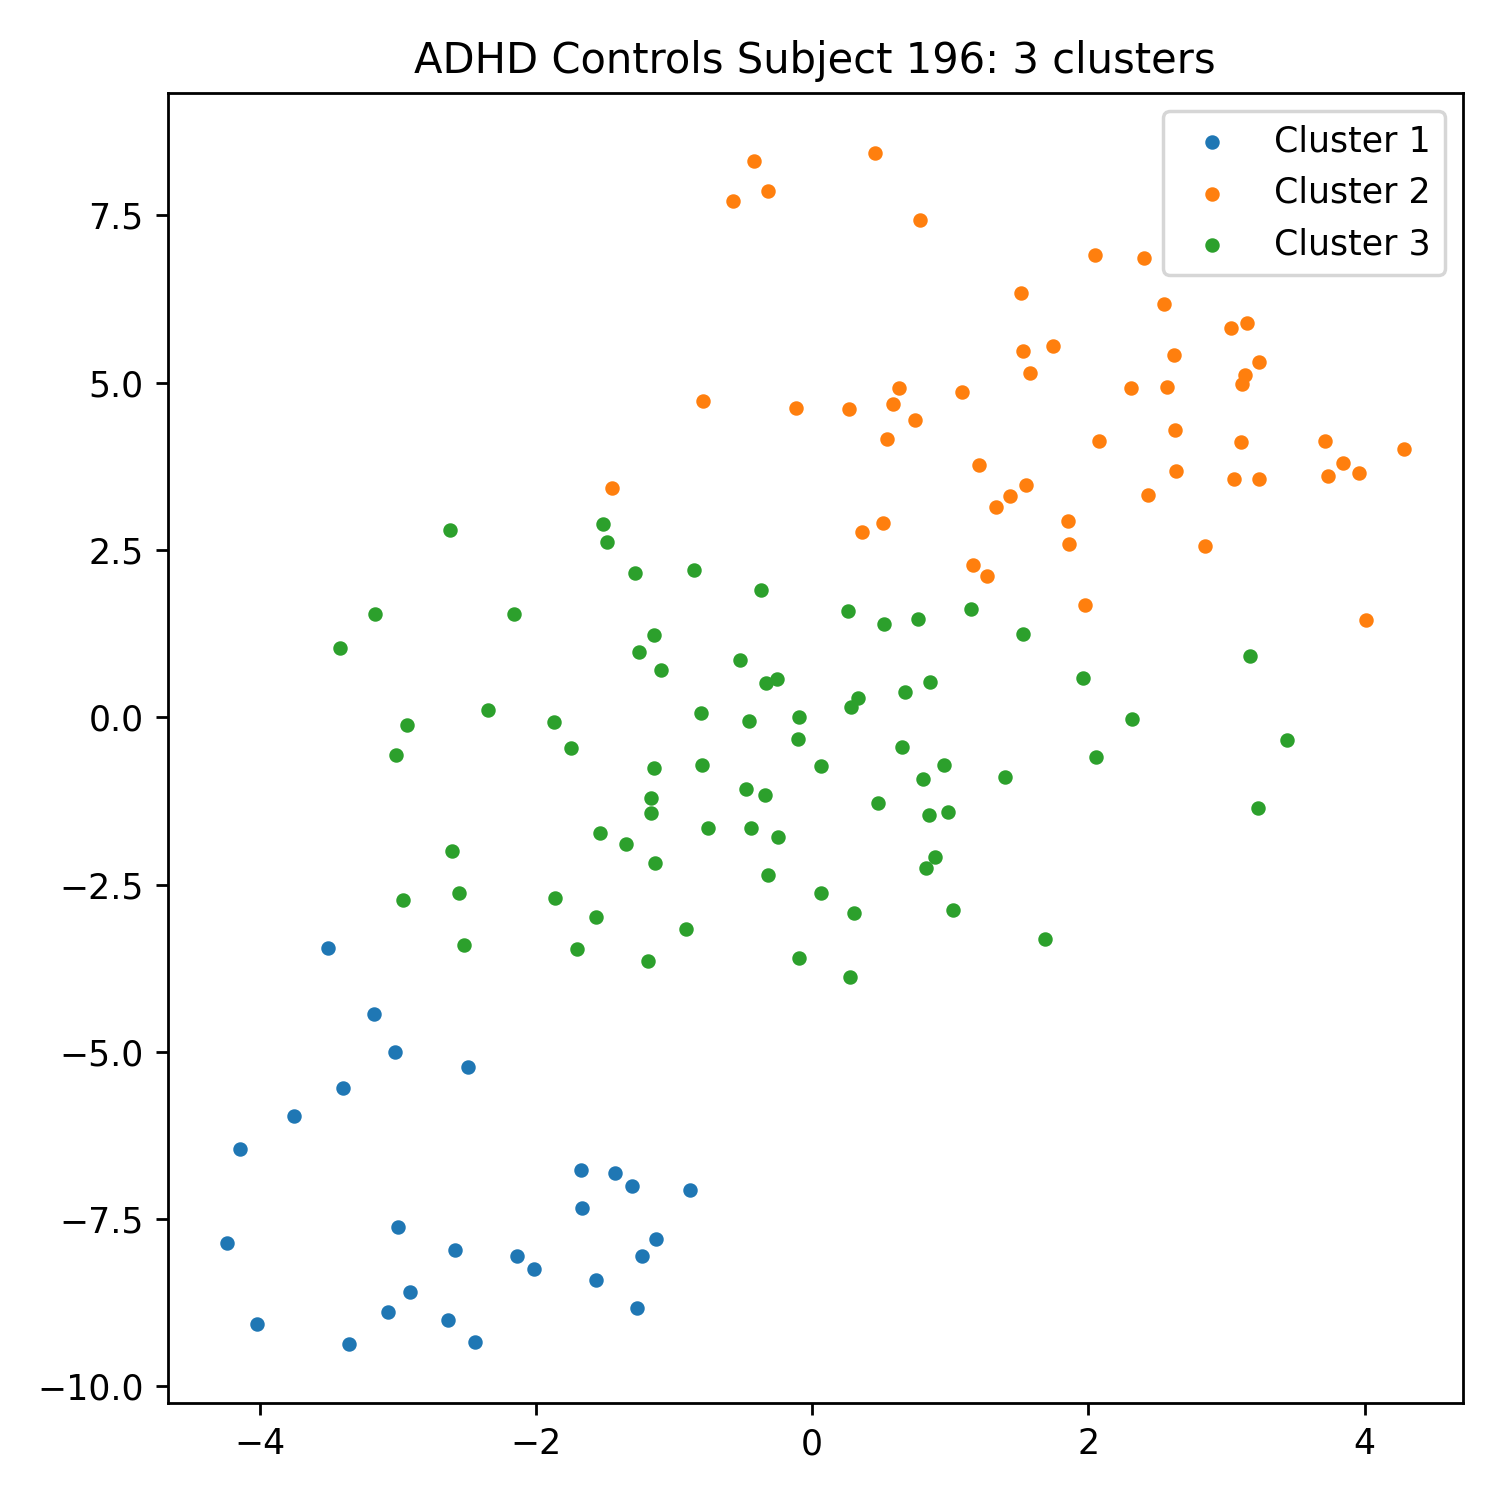 ADHD Controls Subject 196: 3 clusters
Cluster 1
Cluster 2
Cluster 3
7.5
5.0
2.5
0.0
−2.5
−5.0
−7.5
−10.0
−4 −2 0 2 4